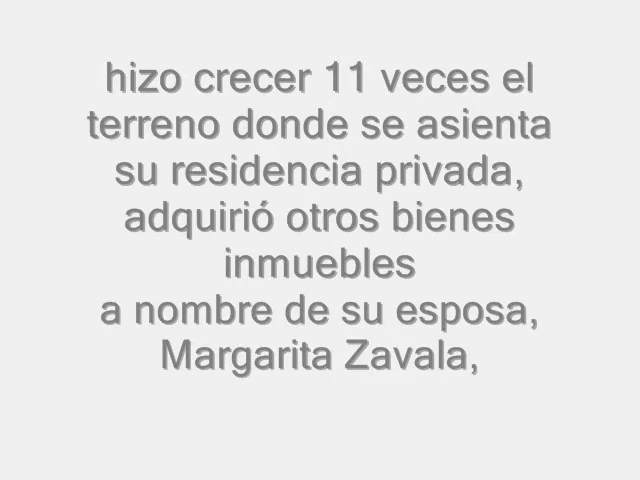 hizo crecer 11 veces el
terreno donde se asienta
su residencia privada,
adquirió otros bienes
inmuebles
a nombre de su esposa,
Margarita Zavala,